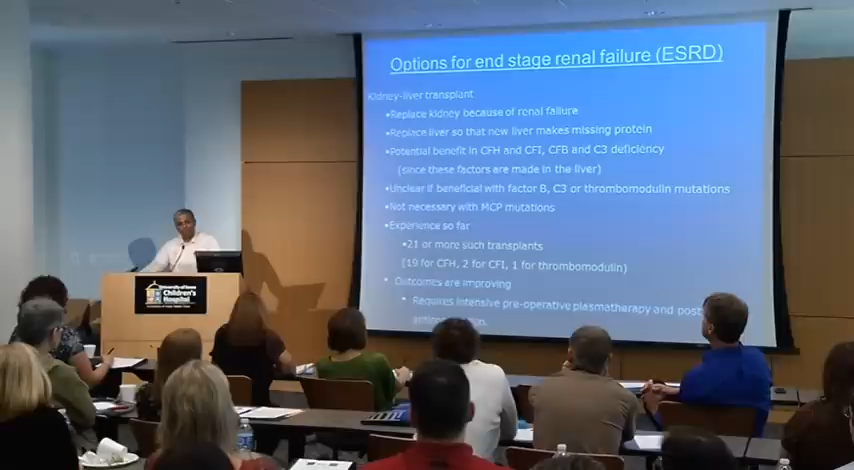 Options for end stage renal failure (ESRD)
Kidney-liver transplant
•Replace kidney because of renal failure
•Replace liver so that new liver makes missing protein
•Potential benefit in CFH and CFI, CFB and C3 deficiency
(since these factors are made in the liver)
•Unclear if beneficial with factor B, C3 or thrombomodulin mutations
•Not necessary with MCP mutations
•Experience so far
•21 or more such transplants
(19 for CFH, 2 for CFI, 1 for thrombomodulin)
• Outcomes are improving
• Requires intensive pre-operative plasmatherapy and post
University of Iowa
Children's
Hospital